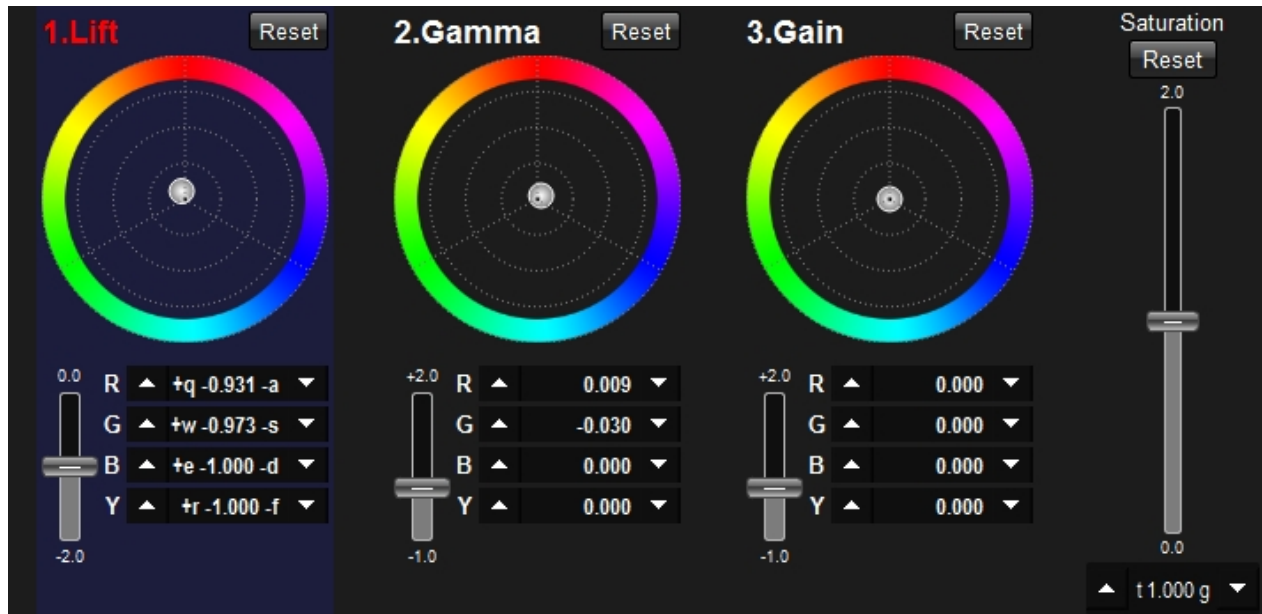 1.Lift Reset
0.0
R +q -0.931 -a
G +w -0.973 -s
B +e -1.000 -d
Y +r -1.000 -f
-2.0
2.Gamma Reset
+2.0
R 0.009
G -0.030
B 0.000
Y 0.000
-1.0
3.Gain Reset
+2.0
R 0.000
G 0.000
B 0.000
Y 0.000
-1.0
Saturation
Reset
2.0
0.0
t 1.000 g